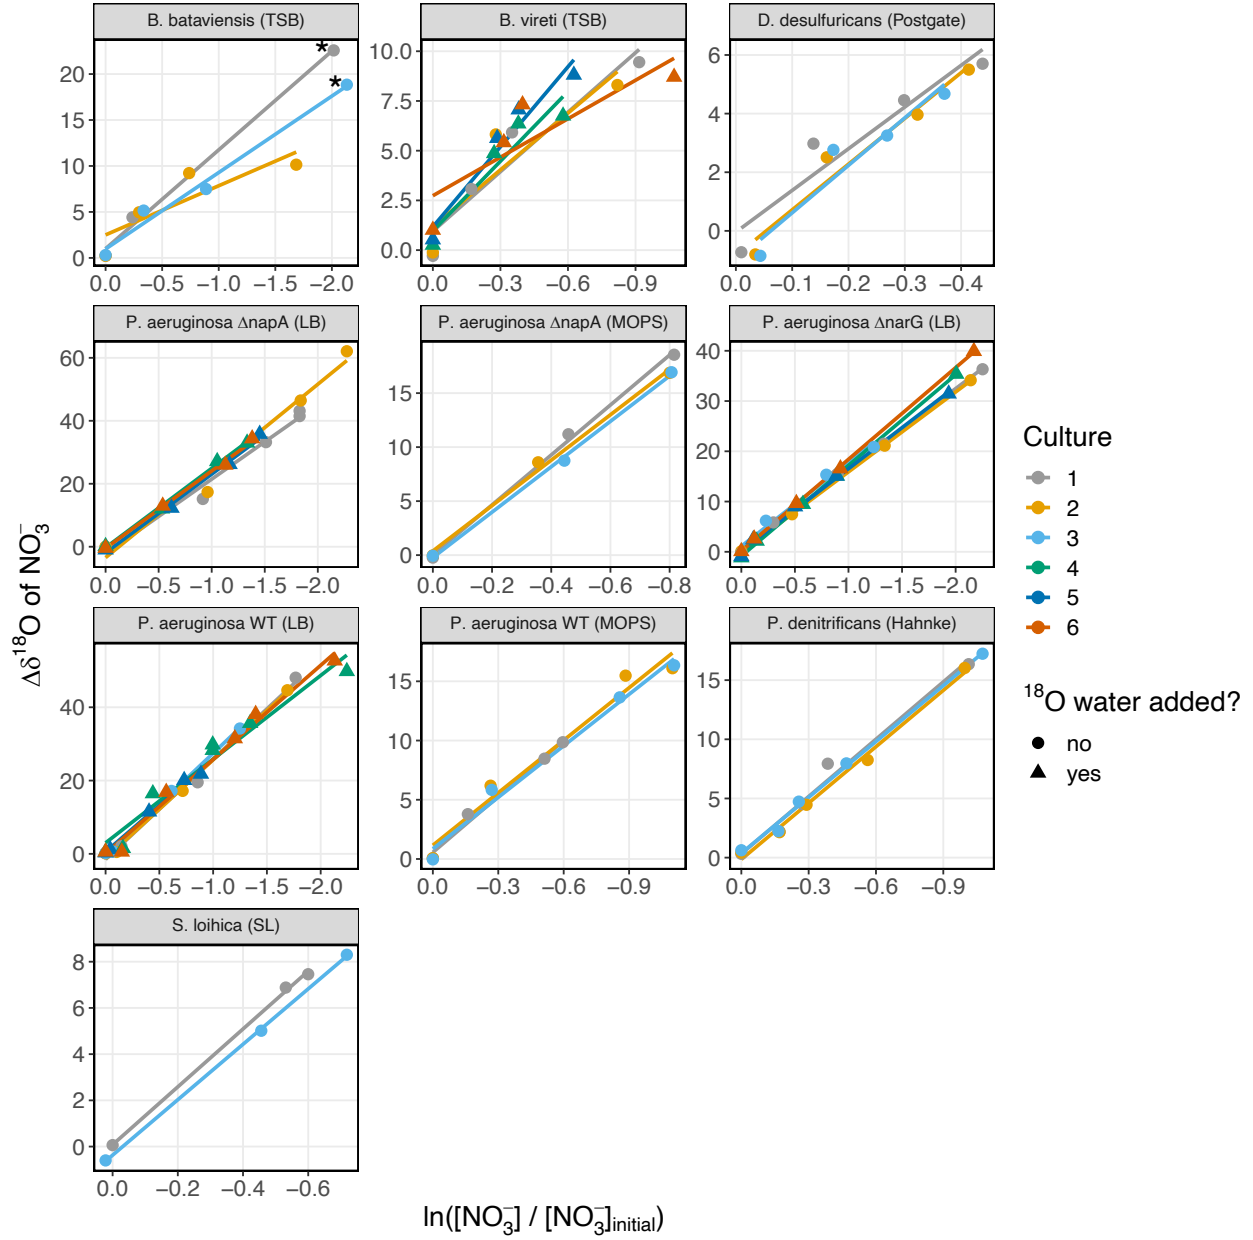 B. bataviensis (TSB)
B. vireti (TSB)
D. desulfuricans (Postgate)
20
15
10
5
0
0.0 −0.5 −1.0 −1.5 −2.0
* *
10.0
7.5
5.0
2.5
0.0
0.0 −0.3 −0.6 −0.9
6
4
2
0
0.0 −0.1 −0.2 −0.3 −0.4
P. aeruginosa ΔnapA (LB)
P. aeruginosa ΔnapA (MOPS)
P. aeruginosa ΔnarG (LB)
60
40
20
0
0.0 −0.5 −1.0 −1.5 −2.0
15
10
5
0
0.0 −0.2 −0.4 −0.6 −0.8
40
30
20
10
0
0.0 −0.5 −1.0 −1.5 −2.0
P. aeruginosa WT (LB)
P. aeruginosa WT (MOPS)
P. denitrificans (Hahnke)
40
20
0
0.0 −0.5 −1.0 −1.5 −2.0
15
10
5
0
0.0 −0.3 −0.6 −0.9
15
10
5
0
0.0 −0.3 −0.6 −0.9
S. loihica (SL)
8
6
4
2
0
0.0 −0.2 −0.4 −0.6
Δδ¹⁸O of NO₃⁻
ln([NO₃⁻] / [NO₃⁻]initial)
Culture
1
2
3
4
5
6
¹⁸O water added?
no
yes